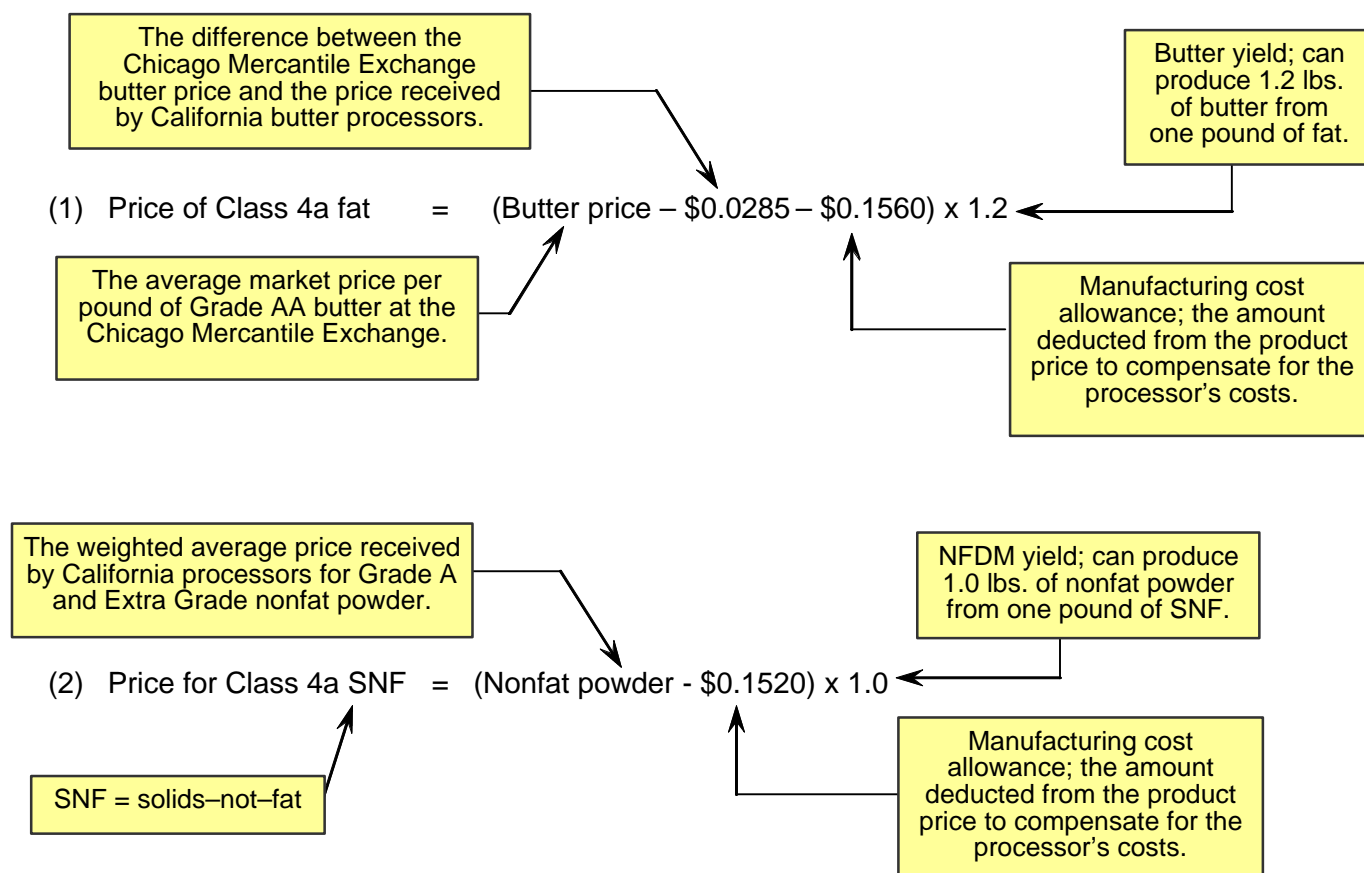 The difference between the
Chicago Mercantile Exchange
butter price and the price received
by California butter processors.
Butter yield; can
produce 1.2 lbs.
of butter from
one pound of fat.
(1) Price of Class 4a fat = (Butter price – $0.0285 – $0.1560) x 1.2
The average market price per
pound of Grade AA butter at the
Chicago Mercantile Exchange.
Manufacturing cost
allowance; the amount
deducted from the product
price to compensate for the
processor's costs.
The weighted average price received
by California processors for Grade A
and Extra Grade nonfat powder.
NFDM yield; can produce
1.0 lbs. of nonfat powder
from one pound of SNF.
(2) Price for Class 4a SNF = (Nonfat powder - $0.1520) x 1.0
SNF = solids–not–fat
Manufacturing cost
allowance; the amount
deducted from the product
price to compensate for the
processor's costs.